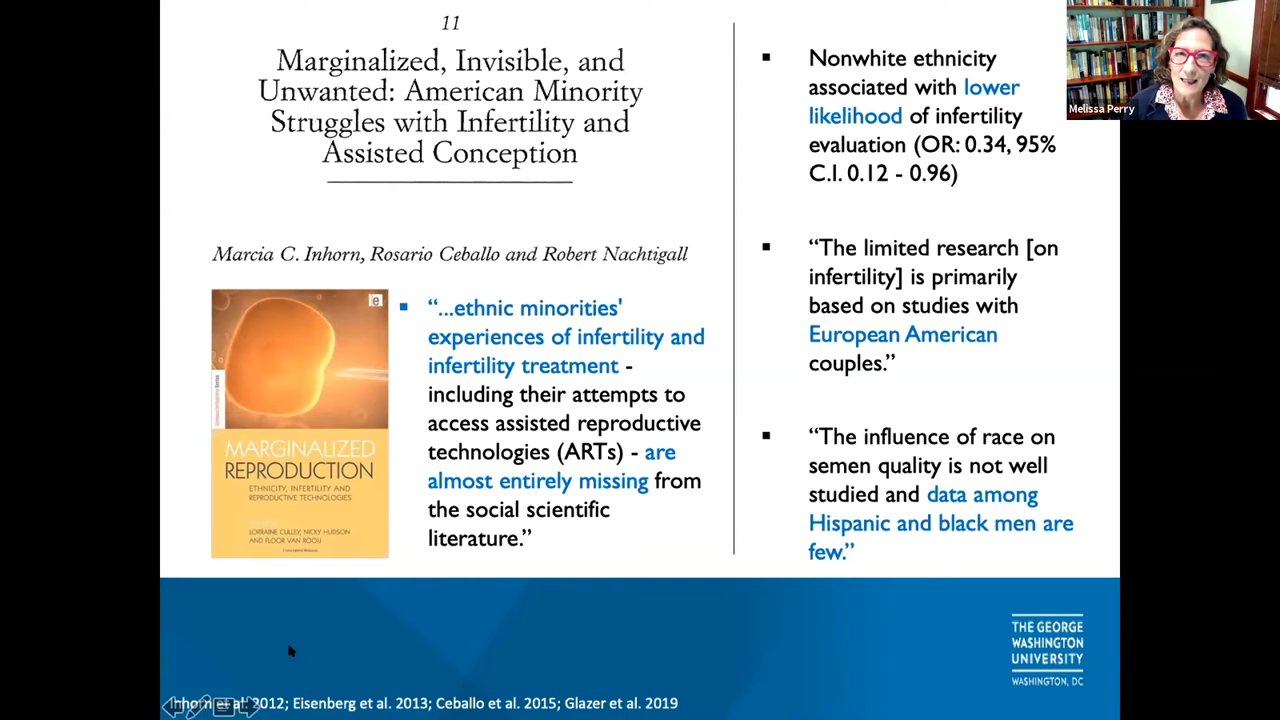 11
Marginalized, Invisible, and
Unwanted: American Minority
Struggles with Infertility and
Assisted Conception
Marcia C. Inhorn, Rosario Ceballo and Robert Nachtigall
MARGINALIZED
REPRODUCTION
ETHNICITY, INFERTILITY AND
REPRODUCTIVE TECHNOLOGIES
LORRAINE CULLEY, NICKY HUDSON
AND FLOOR VAN ROOIJ
▪ “...ethnic minorities'
experiences of infertility and
infertility treatment -
including their attempts to
access assisted reproductive
technologies (ARTs) - are
almost entirely missing from
the social scientific
literature.”
▪ Nonwhite ethnicity
associated with lower
likelihood of infertility
evaluation (OR: 0.34, 95%
C.I. 0.12 - 0.96)
▪ “The limited research [on
infertility] is primarily
based on studies with
European American
couples.”
▪ “The influence of race on
semen quality is not well
studied and data among
Hispanic and black men are
few.”
Melissa Perry
THE GEORGE
WASHINGTON
UNIVERSITY
WASHINGTON, DC
Inhorn et al. 2012; Eisenberg et al. 2013; Ceballo et al. 2015; Glazer et al. 2019